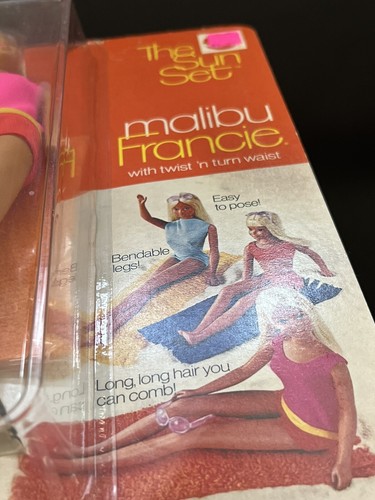 The
Sun
Set
malibu
Francie.
with twist 'n turn waist
Easy
to pose!
Bendable
legs!
Long, long hair you
can comb!